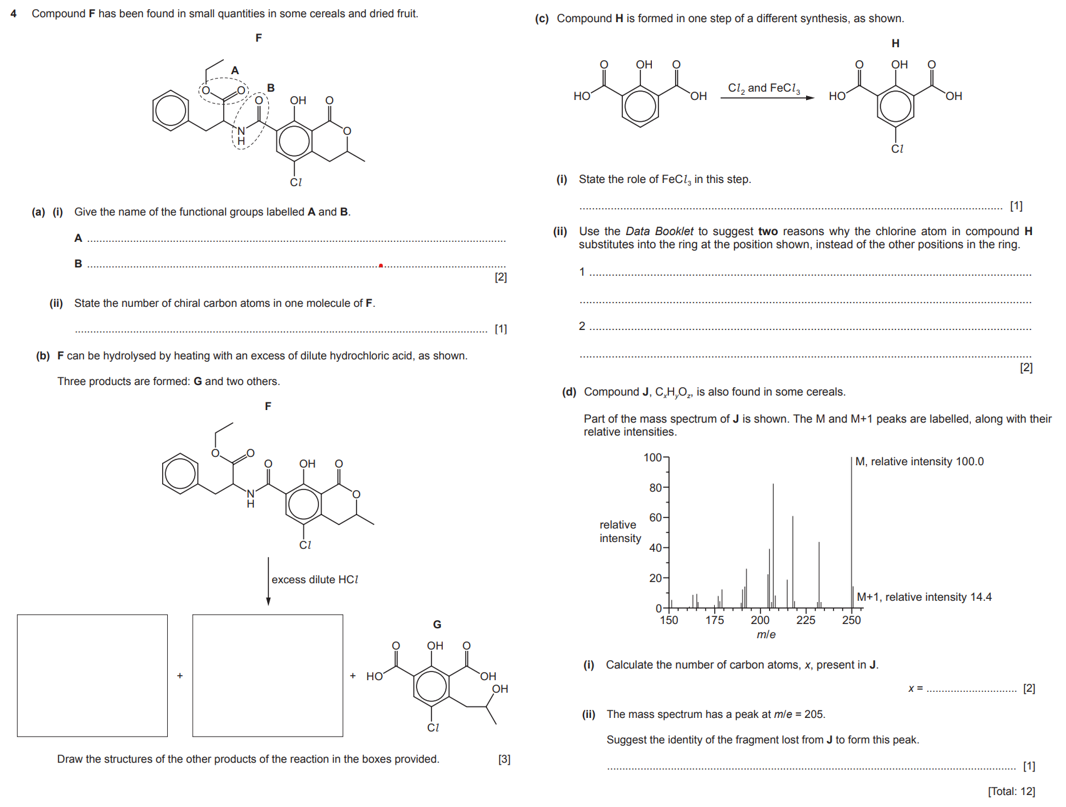 4 Compound F has been found in small quantities in some cereals and dried fruit.
F
A
B
O
O
O
OH
O
O
N
H
Cl
(a) (i) Give the name of the functional groups labelled A and B.
A ..............................
B ..............................
[2]
(ii) State the number of chiral carbon atoms in one molecule of F.
.............................. [1]
(b) F can be hydrolysed by heating with an excess of dilute hydrochloric acid, as shown.
Three products are formed: G and two others.
F
O
O
O
OH
O
O
N
H
Cl
excess dilute HCl
G
+
+
O
OH
O
HO
OH
OH
Cl
Draw the structures of the other products of the reaction in the boxes provided. [3]
(c) Compound H is formed in one step of a different synthesis, as shown.
H
O
OH
O
HO
OH
Cl₂ and FeCl₃
O
OH
O
HO
OH
Cl
(i) State the role of FeCl₃ in this step.
.............................. [1]
(ii) Use the Data Booklet to suggest two reasons why the chlorine atom in compound H
substitutes into the ring at the position shown, instead of the other positions in the ring.
1 ..............................
..............................
2 ..............................
..............................
[2]
(d) Compound J, CₓHᵧO_z, is also found in some cereals.
Part of the mass spectrum of J is shown. The M and M+1 peaks are labelled, along with their
relative intensities.
100
M, relative intensity 100.0
80
60
relative
intensity
40
20
M+1, relative intensity 14.4
0
150 175 200 225 250
m/e
(i) Calculate the number of carbon atoms, x, present in J.
x = .............................. [2]
(ii) The mass spectrum has a peak at m/e = 205.
Suggest the identity of the fragment lost from J to form this peak.
.............................. [1]
[Total: 12]